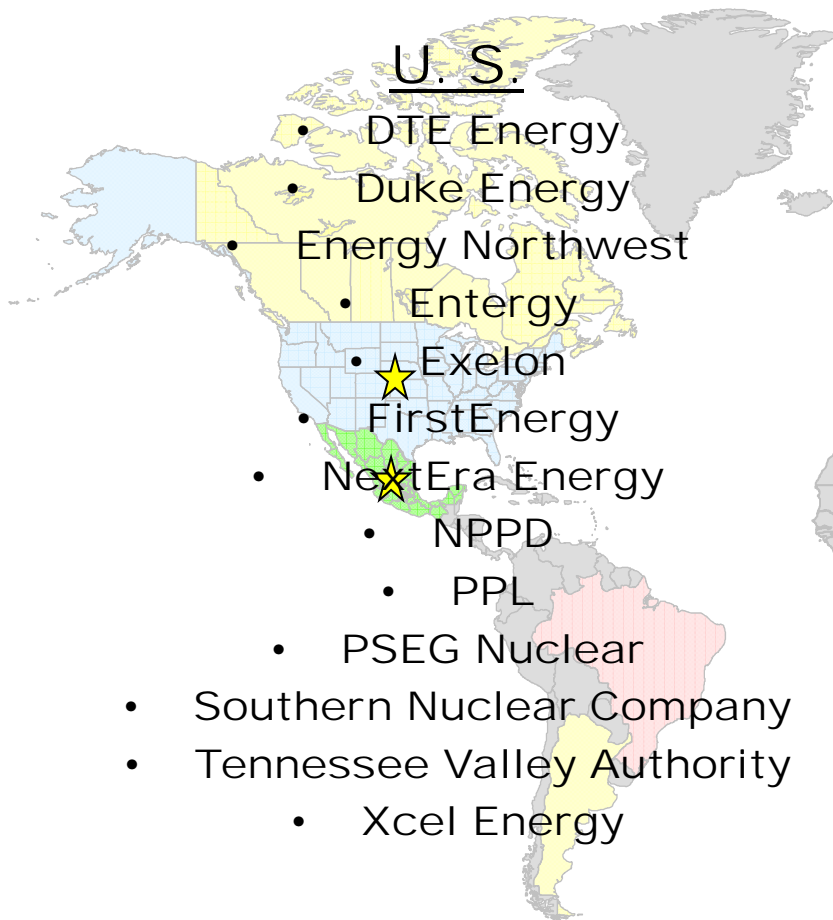 U. S.
• DTE Energy
• Duke Energy
• Energy Northwest
• Entergy
• Exelon
• FirstEnergy
• NextEra Energy
• NPPD
• PPL
• PSEG Nuclear
• Southern Nuclear Company
• Tennessee Valley Authority
• Xcel Energy